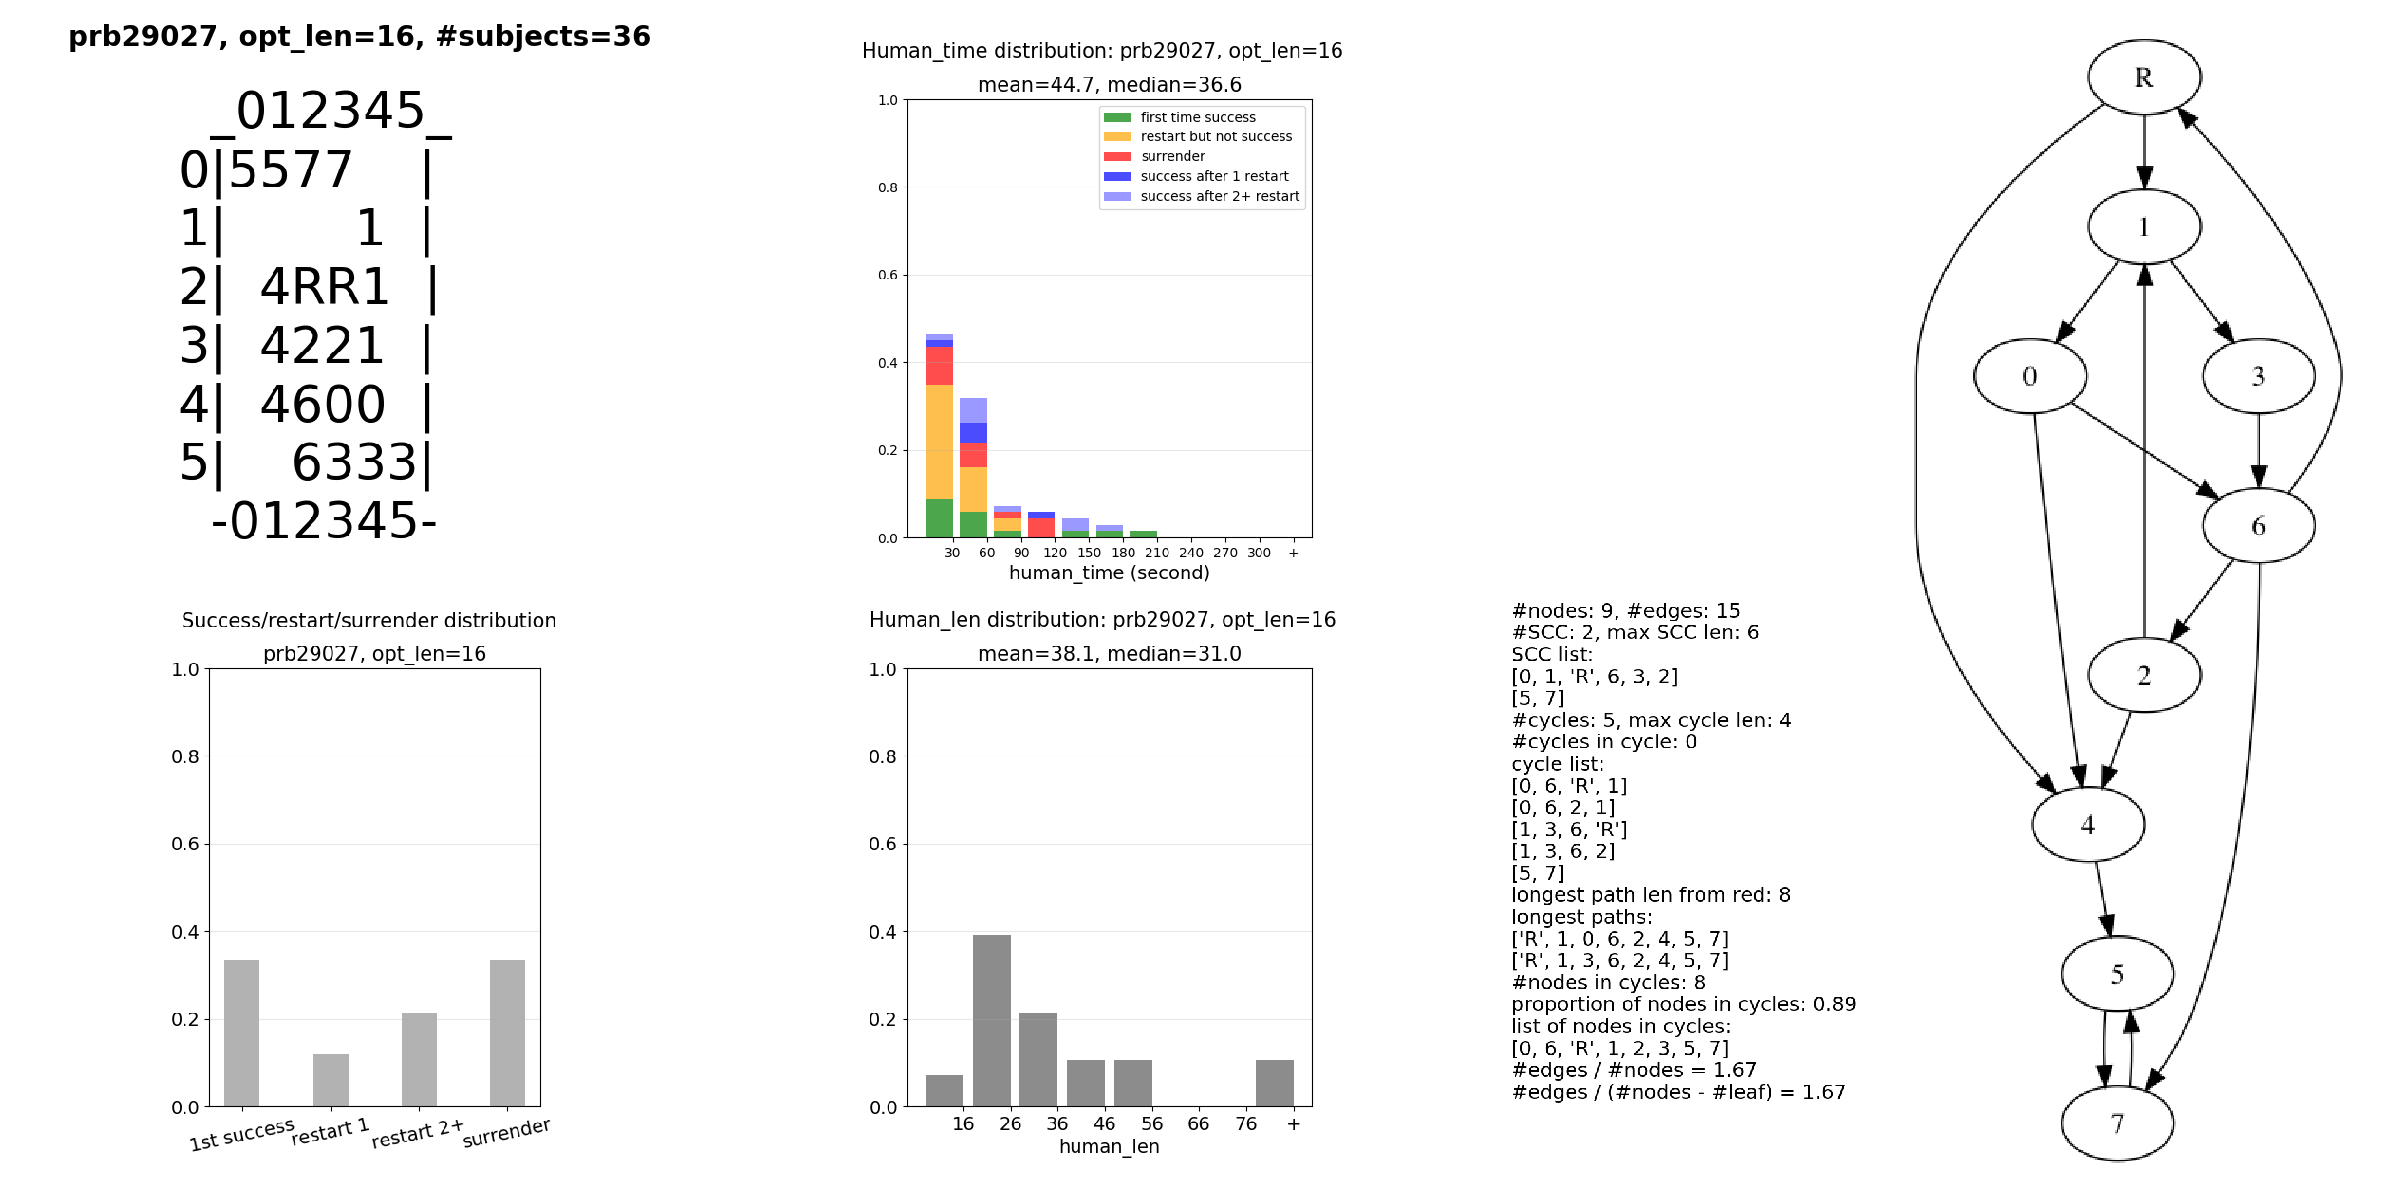 prb29027, opt_len=16, #subjects=36
_012345_
0|5577  |
1|    1 |
2| 4RR1 |
3| 4221 |
4| 4600 |
5|  6333|
-012345-
Human_time distribution: prb29027, opt_len=16
mean=44.7, median=36.6
1.0
0.8
0.6
0.4
0.2
0.0
first time success
restart but not success
surrender
success after 1 restart
success after 2+ restart
30 60 90 120 150 180 210 240 270 300 +
human_time (second)
Success/restart/surrender distribution
prb29027, opt_len=16
1.0
0.8
0.6
0.4
0.2
0.0
1st success restart 1 restart 2+ surrender
Human_len distribution: prb29027, opt_len=16
mean=38.1, median=31.0
1.0
0.8
0.6
0.4
0.2
0.0
16 26 36 46 56 66 76 +
human_len
#nodes: 9, #edges: 15
#SCC: 2, max SCC len: 6
SCC list:
[0, 1, 'R', 6, 3, 2]
[5, 7]
#cycles: 5, max cycle len: 4
#cycles in cycle: 0
cycle list:
[0, 6, 'R', 1]
[0, 6, 2, 1]
[1, 3, 6, 'R']
[1, 3, 6, 2]
[5, 7]
longest path len from red: 8
longest paths:
['R', 1, 0, 6, 2, 4, 5, 7]
['R', 1, 3, 6, 2, 4, 5, 7]
#nodes in cycles: 8
proportion of nodes in cycles: 0.89
list of nodes in cycles:
[0, 6, 'R', 1, 2, 3, 5, 7]
#edges / #nodes = 1.67
#edges / (#nodes - #leaf) = 1.67
R
1
0 3
6
2
4
5
7